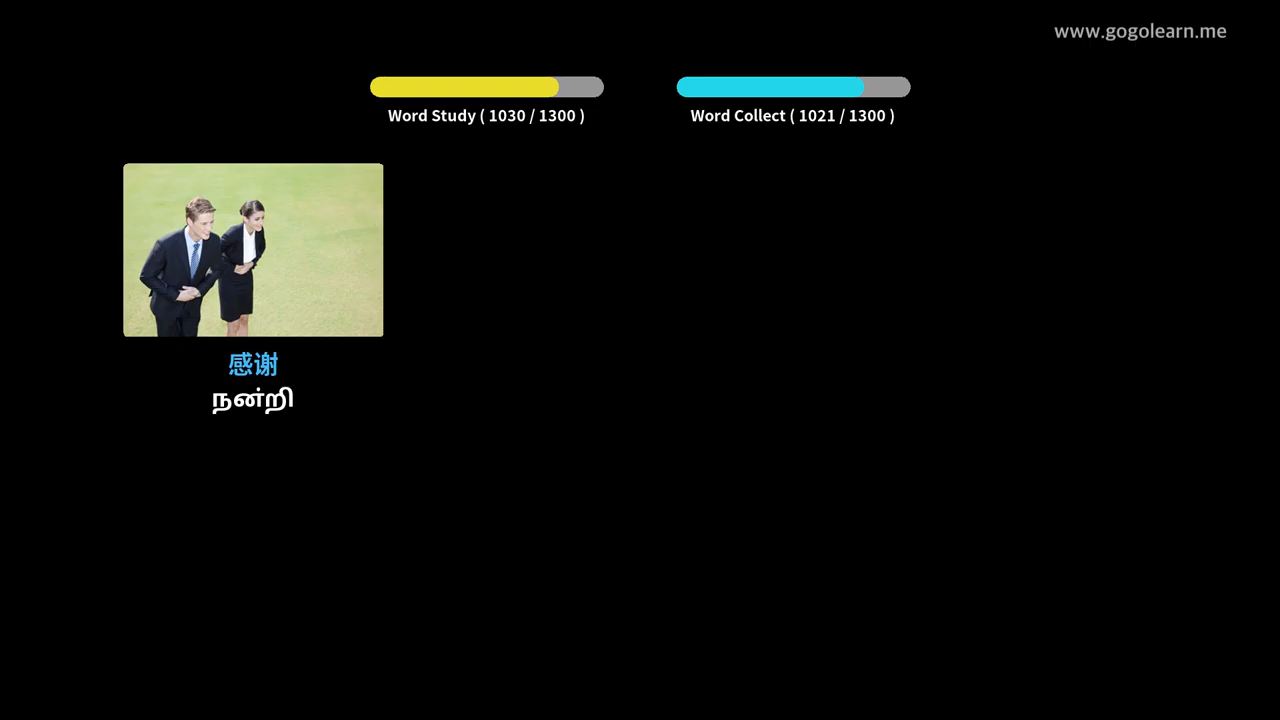 www.gogolearn.me
Word Study ( 1030 / 1300 )
Word Collect ( 1021 / 1300 )
感谢
நன்றி